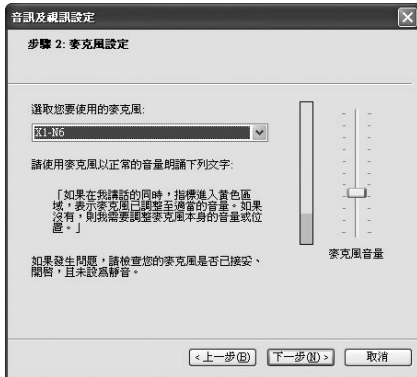 音訊及視訊設定
步驟 2: 麥克風設定
選取您要使用的麥克風:
X1-N6
請使用麥克風以正常的音量朗誦下列文字:
「如果在我講話的同時，指標進入黃色區
域，表示麥克風已調整至適當的音量。如果
沒有，則我需要調整麥克風本身的音量或位
置。」
麥克風音量
如果發生問題，請檢查您的麥克風是否已接妥、
開啟，且未設為靜音。
<上一步(B) 下一步(N)> 取消